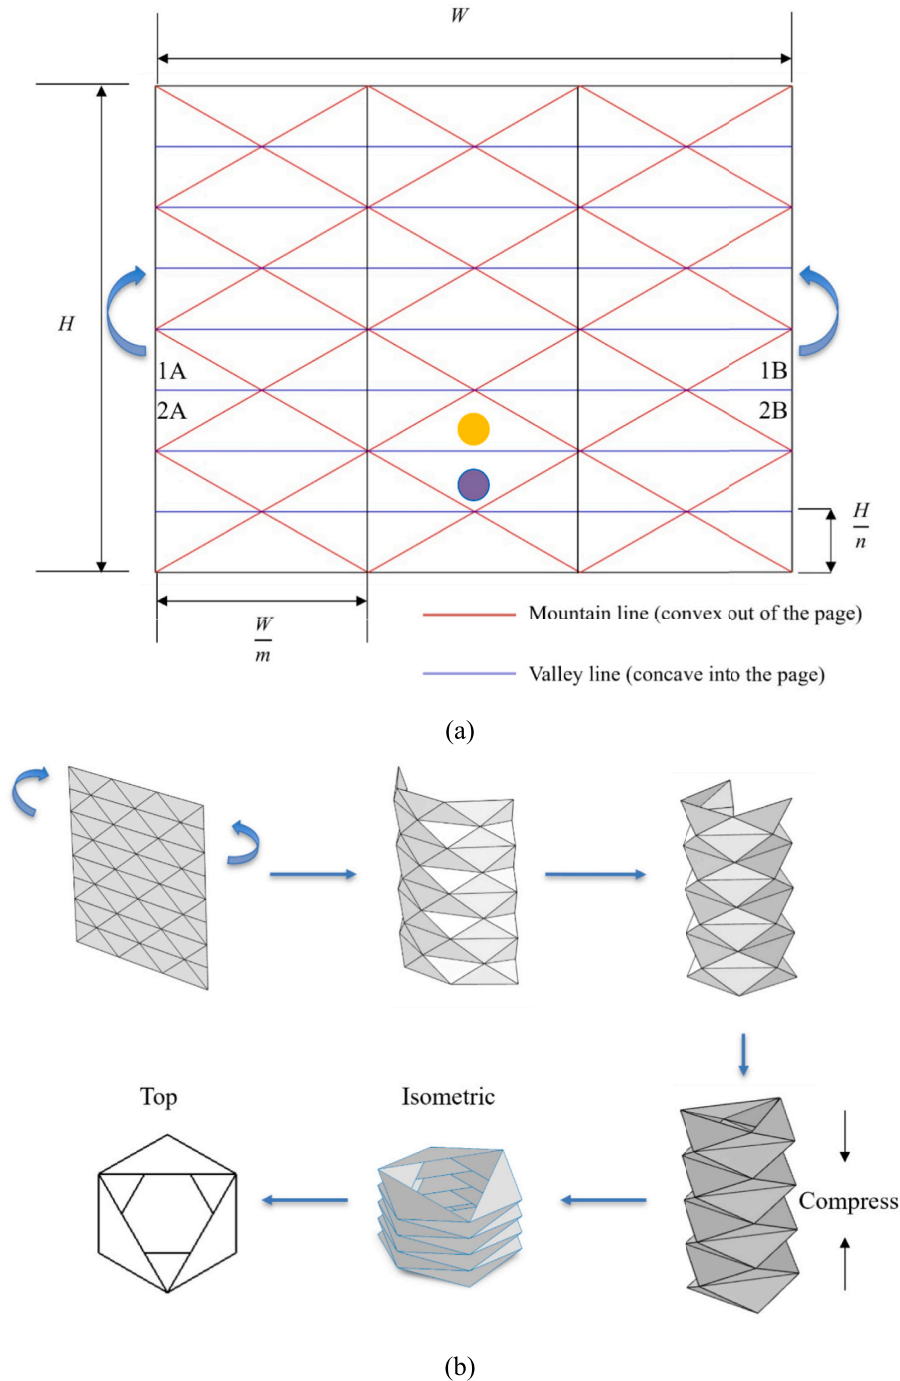 W
H
1A
1B
2A
2B
H
n
W
m
Mountain line (convex out of the page)
Valley line (concave into the page)
(a)
Top
Isometric
Compress
(b)